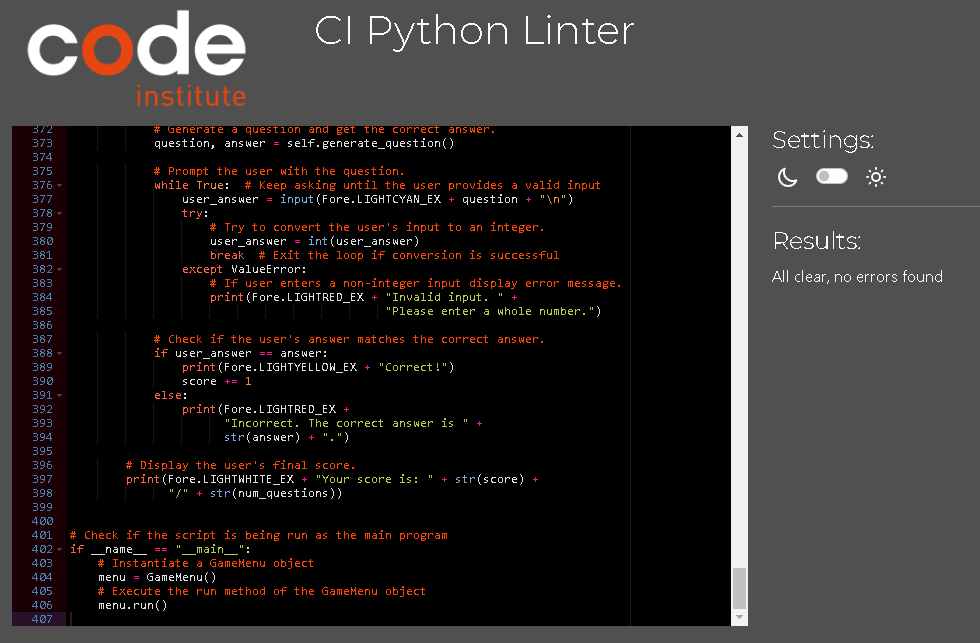 code
institute
CI Python Linter
372 # Generate a question and get the correct answer.
373 question, answer = self.generate_question()
374
375 # Prompt the user with the question.
376 while True:  # Keep asking until the user provides a valid input
377 user_answer = input(Fore.LIGHTCYAN_EX + question + "\n")
378 try:
379 # Try to convert the user's input to an integer.
380 user_answer = int(user_answer)
381 break  # Exit the loop if conversion is successful
382 except ValueError:
383 # If user enters a non-integer input display error message.
384 print(Fore.LIGHTRED_EX + "Invalid input. " +
385 "Please enter a whole number.")
386
387 # Check if the user's answer matches the correct answer.
388 if user_answer == answer:
389 print(Fore.LIGHTYELLOW_EX + "Correct!")
390 score += 1
391 else:
392 print(Fore.LIGHTRED_EX +
393 "Incorrect. The correct answer is " +
394 str(answer) + ".")
395
396 # Display the user's final score.
397 print(Fore.LIGHTWHITE_EX + "Your score is: " + str(score) +
398 "/" + str(num_questions))
399
400
401 # Check if the script is being run as the main program
402 if __name__ == "__main__":
403 # Instantiate a GameMenu object
404 menu = GameMenu()
405 # Execute the run method of the GameMenu object
406 menu.run()
407
Settings:
Results:
All clear, no errors found